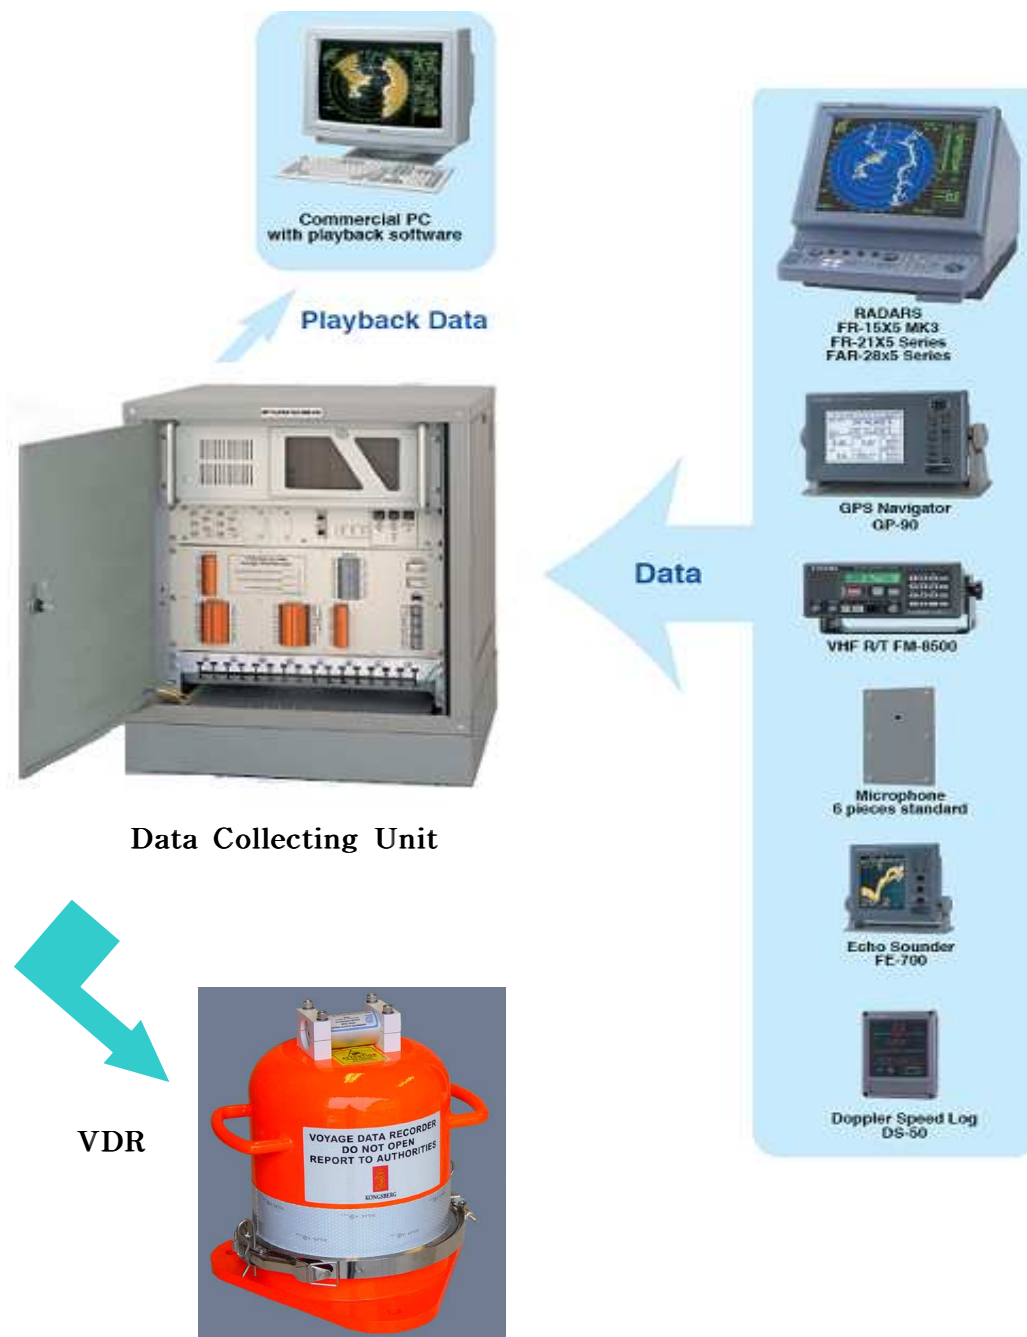 Commercial PC
with playback software
Playback Data
RADARS
FR-15X5 MK3
FR-21X5 Series
FAR-28x5 Series
GPS Navigator
GP-90
Data
VHF R/T FM-8500
Microphone
6 pieces standard
Data Collecting Unit
Echo Sounder
FE-700
Doppler Speed Log
DS-50
VDR
VOYAGE DATA RECORDER
DO NOT OPEN
REPORT TO AUTHORITIES
KONGSBERG